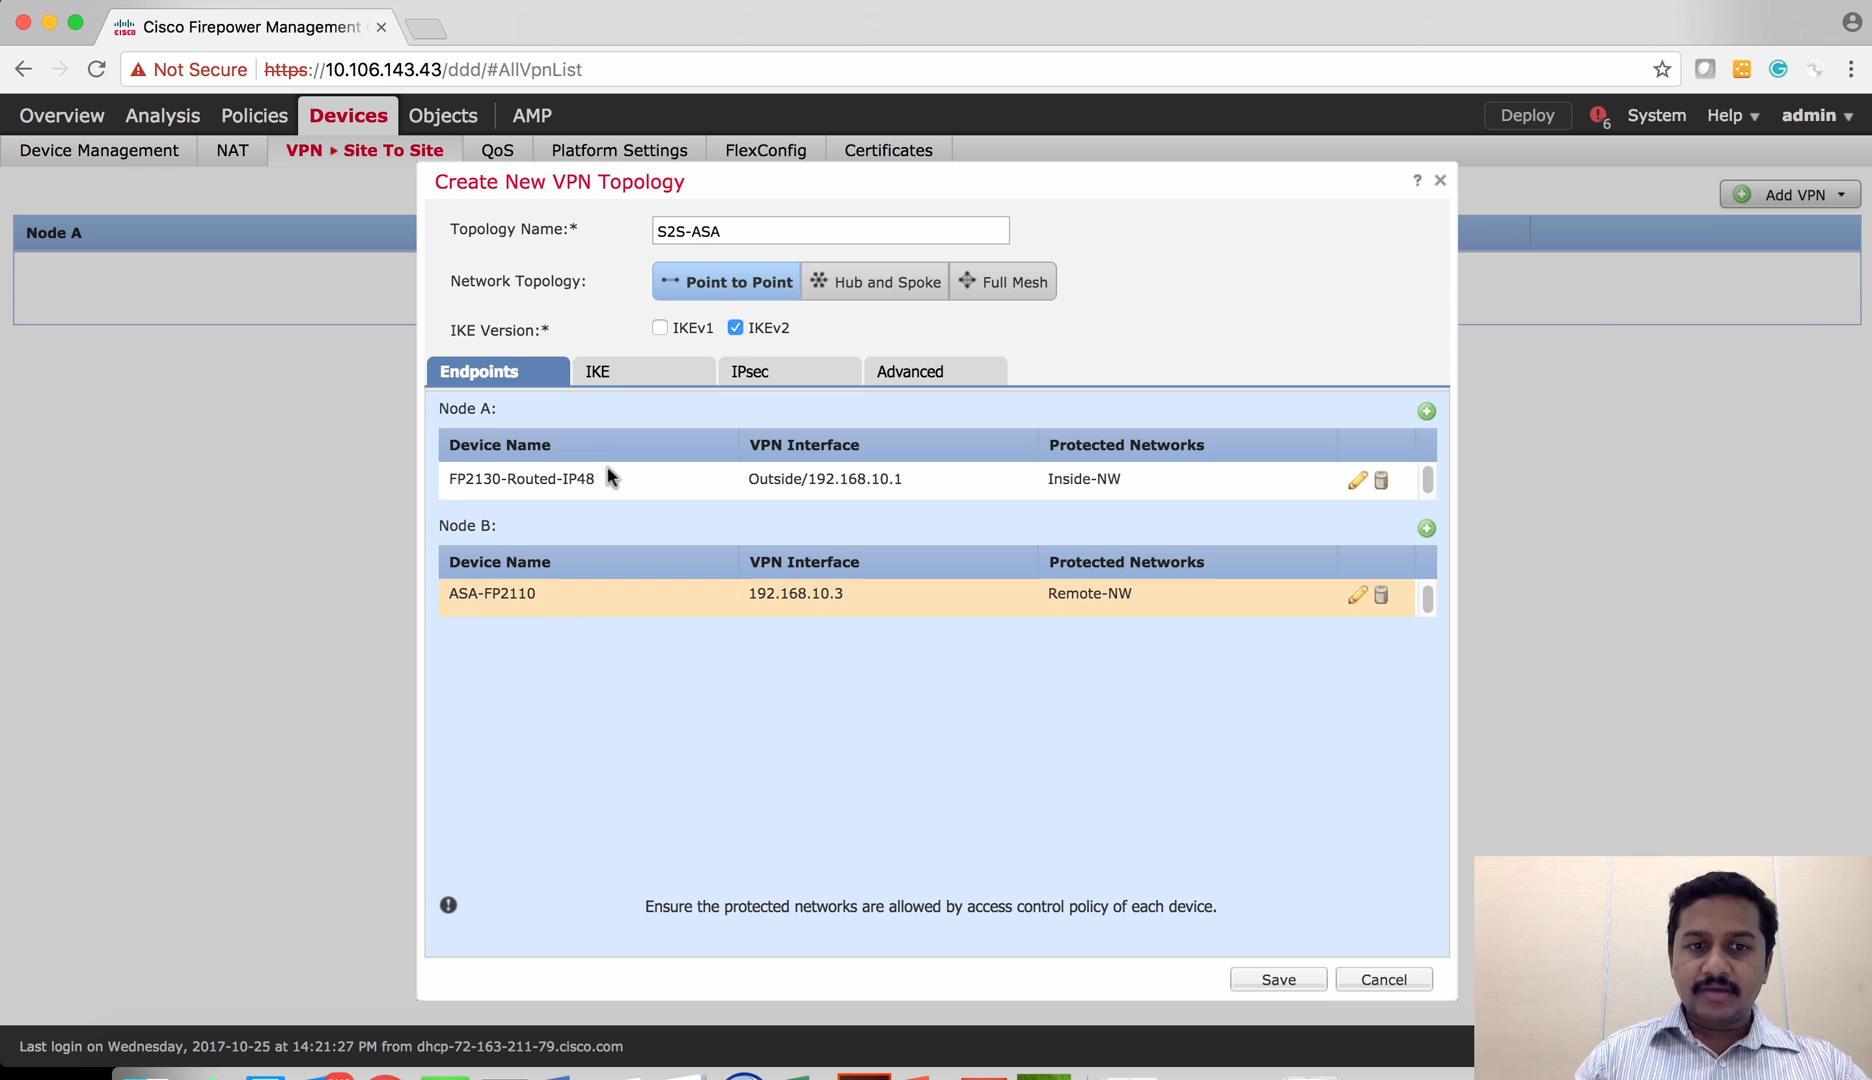 Cisco Firepower Management
Not Secure https://10.106.143.43/ddd/#AllVpnList
Overview Analysis Policies Devices Objects AMP Deploy 6 System Help admin
Device Management NAT VPN ▸ Site To Site QoS Platform Settings FlexConfig Certificates
Create New VPN Topology ?
Add VPN
Node A
Topology Name:* S2S-ASA
Network Topology: Point to Point Hub and Spoke Full Mesh
IKE Version:* IKEv1 IKEv2
Endpoints IKE IPsec Advanced
Node A:
Device Name VPN Interface Protected Networks
FP2130-Routed-IP48 Outside/192.168.10.1 Inside-NW
Node B:
Device Name VPN Interface Protected Networks
ASA-FP2110 192.168.10.3 Remote-NW
Ensure the protected networks are allowed by access control policy of each device.
Save Cancel
Last login on Wednesday, 2017-10-25 at 14:21:27 PM from dhcp-72-163-211-79.cisco.com